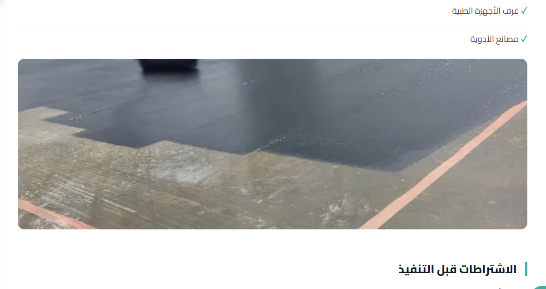 ✓ غرف الأجهزة الطبية
✓ مصانع الأدوية
الاشتراطات قبل التنفيذ